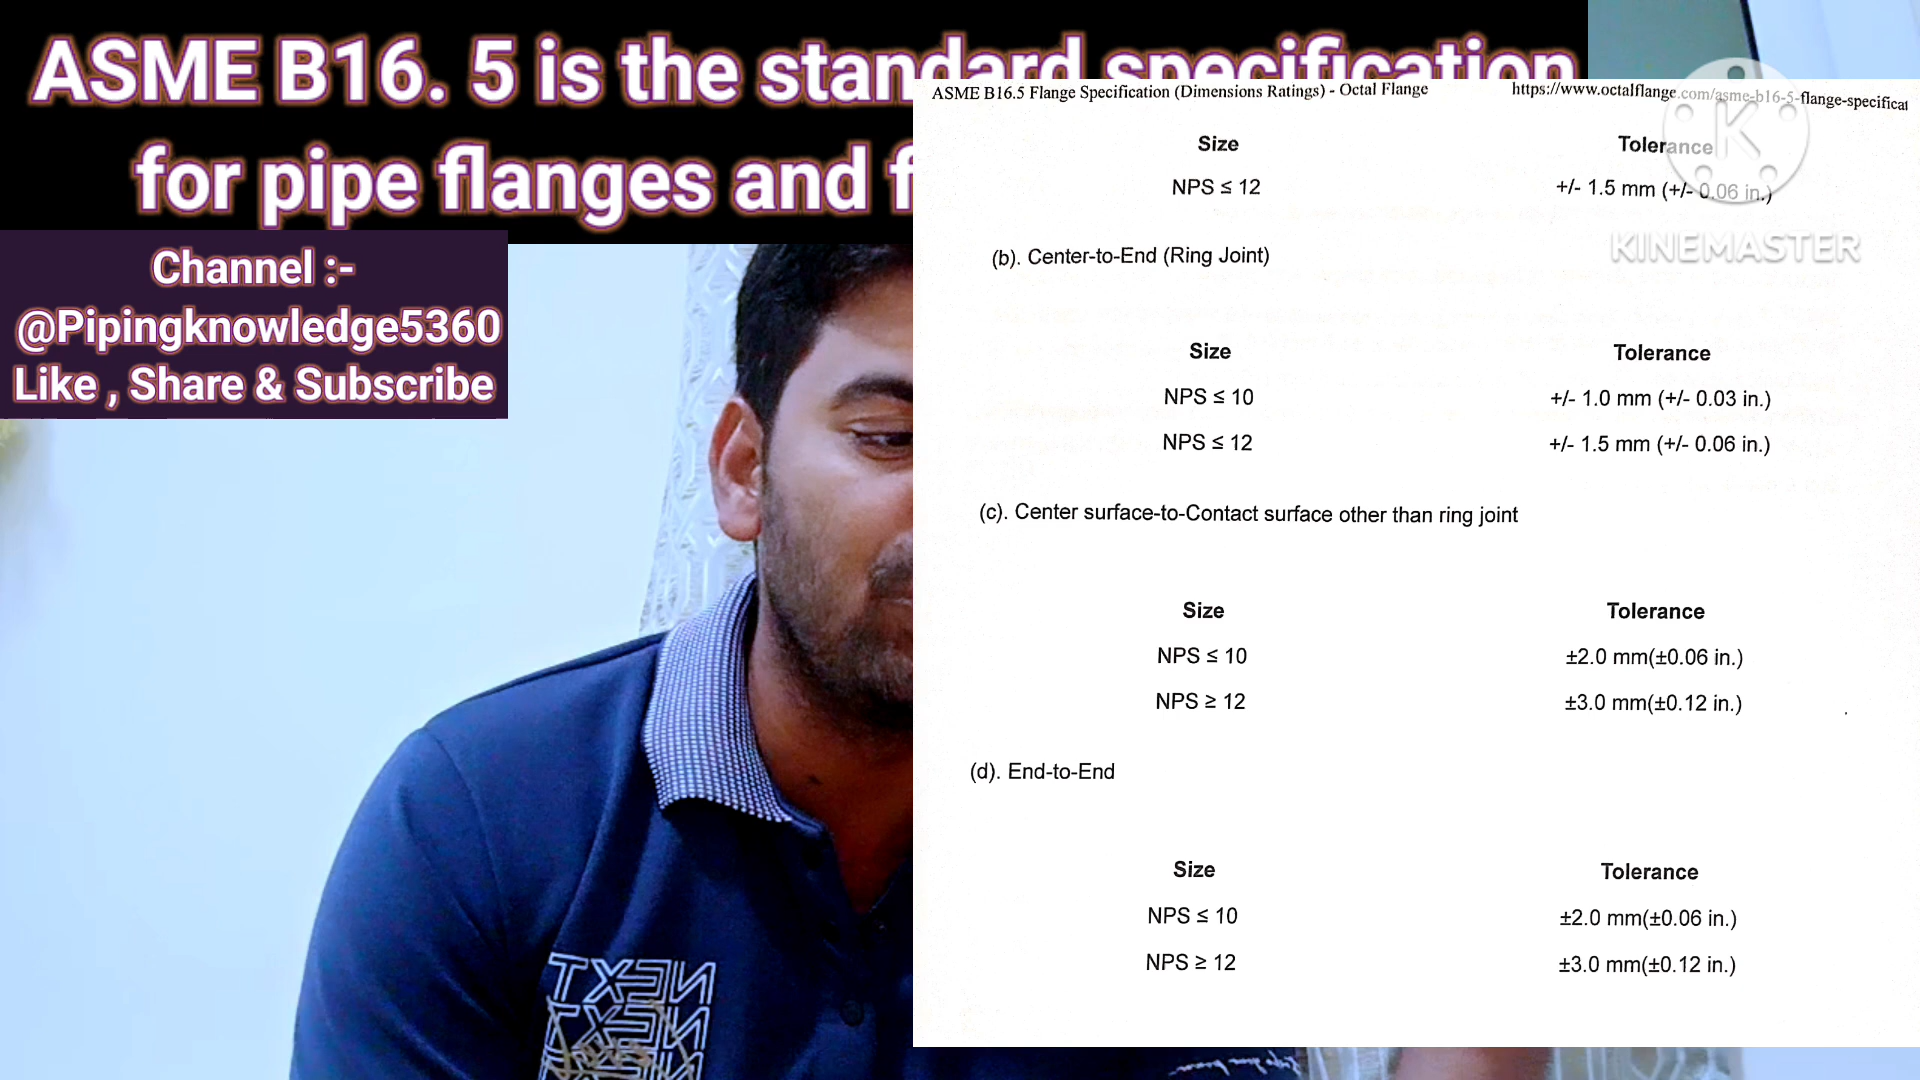 ASME B16. 5 is the standard specification
for pipe flanges and f
Channel :-
@Pipingknowledge5360
Like , Share & Subscribe
ASME B16.5 Flange Specification (Dimensions Ratings) - Octal Flange https://www.octalflange.com/asme-b16-5-flange-specificat
Size Tolerance
NPS ≤ 12 +/- 1.5 mm (+/- 0.06 in.)
KINEMASTER
(b). Center-to-End (Ring Joint)
Size Tolerance
NPS ≤ 10 +/- 1.0 mm (+/- 0.03 in.)
NPS ≤ 12 +/- 1.5 mm (+/- 0.06 in.)
(c). Center surface-to-Contact surface other than ring joint
Size Tolerance
NPS ≤ 10 ±2.0 mm(±0.06 in.)
NPS ≥ 12 ±3.0 mm(±0.12 in.)
(d). End-to-End
Size Tolerance
NPS ≤ 10 ±2.0 mm(±0.06 in.)
NPS ≥ 12 ±3.0 mm(±0.12 in.)
NEXT
NEXT
NEXT